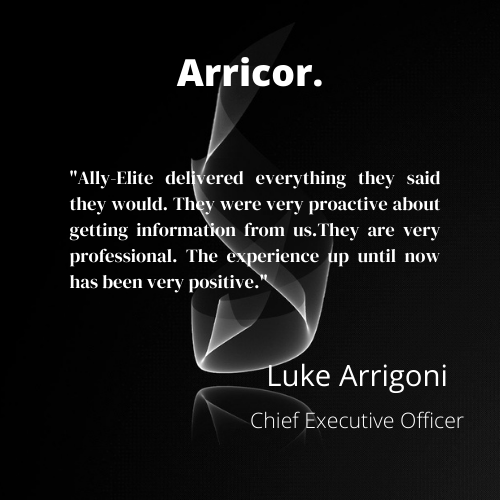 Arricor.
"Ally-Elite delivered everything they said
they would. They were very proactive about
getting information from us.They are very
professional. The experience up until now
has been very positive."
Luke Arrigoni
Chief Executive Officer